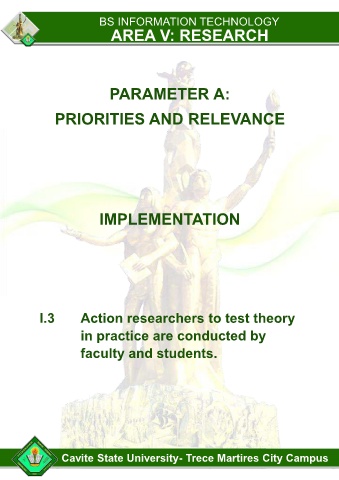 BS INFORMATION TECHNOLOGY
AREA V: RESEARCH
PARAMETER A:
PRIORITIES AND RELEVANCE
IMPLEMENTATION
I.3 Action researchers to test theory
in practice are conducted by
faculty and students.
Cavite State University- Trece Martires City Campus